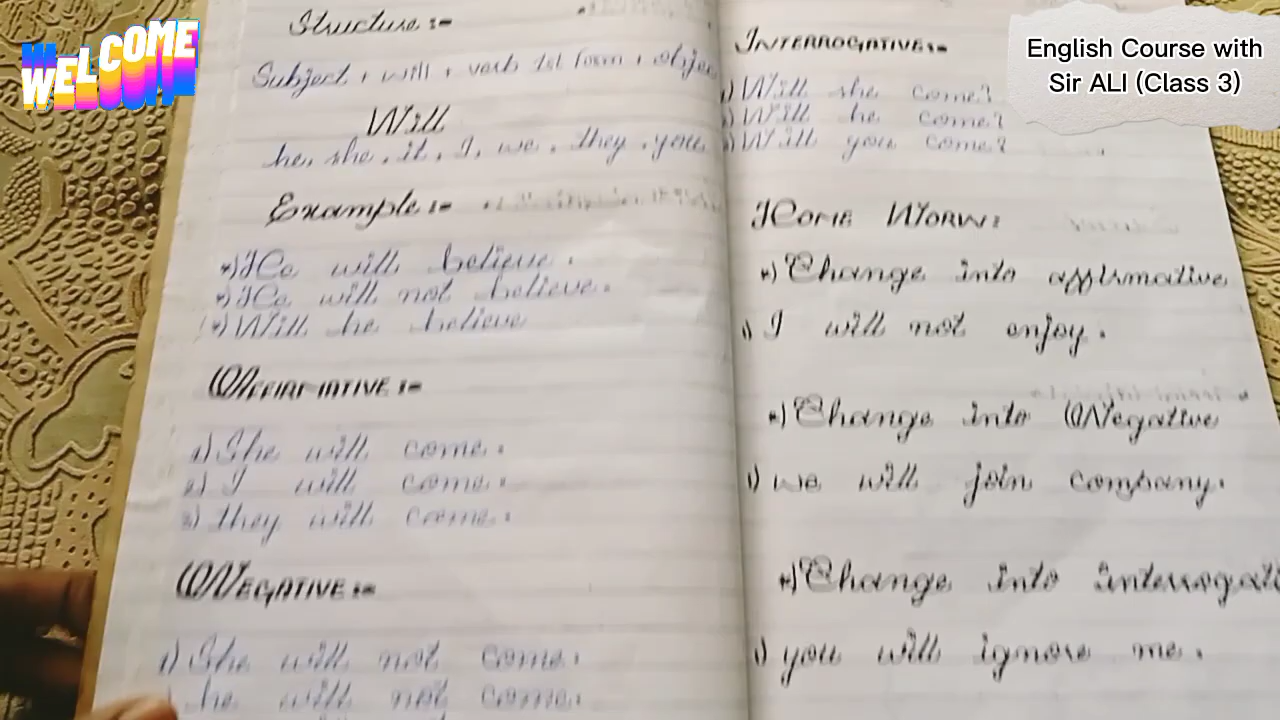 WELCOME
English Course with
Sir ALI (Class 3)
Structure :-
Subject + will + verb 1st form + objec
Will
he, she, it, I, we, they, you
Example :-
*) He will believe.
*) He will not believe.
*) Will he believe
AFFIRMATIVE :-
1) She will come.
2) I will come.
3) they will come.
NEGATIVE :-
1) She will not come.
he will not come.
INTERROGATIVE :-
1) Will she come?
2) Will he come?
3) Will you come?
HOME WORK :
*) Change into affirmative
1) I will not enjoy.
*) Change into Negative
1) we will join company.
*) Change into interrogati
1) you will ignore me.